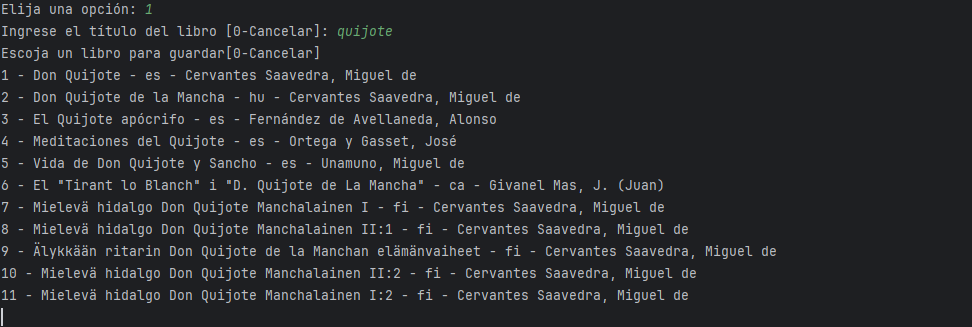 Elija una opción: 1
Ingrese el título del libro [0-Cancelar]: quijote
Escoja un libro para guardar[0-Cancelar]
1 - Don Quijote - es - Cervantes Saavedra, Miguel de
2 - Don Quijote de la Mancha - hu - Cervantes Saavedra, Miguel de
3 - El Quijote apócrifo - es - Fernández de Avellaneda, Alonso
4 - Meditaciones del Quijote - es - Ortega y Gasset, José
5 - Vida de Don Quijote y Sancho - es - Unamuno, Miguel de
6 - El "Tirant lo Blanch" i "D. Quijote de La Mancha" - ca - Givanel Mas, J. (Juan)
7 - Mielevä hidalgo Don Quijote Manchalainen I - fi - Cervantes Saavedra, Miguel de
8 - Mielevä hidalgo Don Quijote Manchalainen II:1 - fi - Cervantes Saavedra, Miguel de
9 - Älykkään ritarin Don Quijote de la Manchan elämänvaiheet - fi - Cervantes Saavedra, Miguel de
10 - Mielevä hidalgo Don Quijote Manchalainen II:2 - fi - Cervantes Saavedra, Miguel de
11 - Mielevä hidalgo Don Quijote Manchalainen I:2 - fi - Cervantes Saavedra, Miguel de